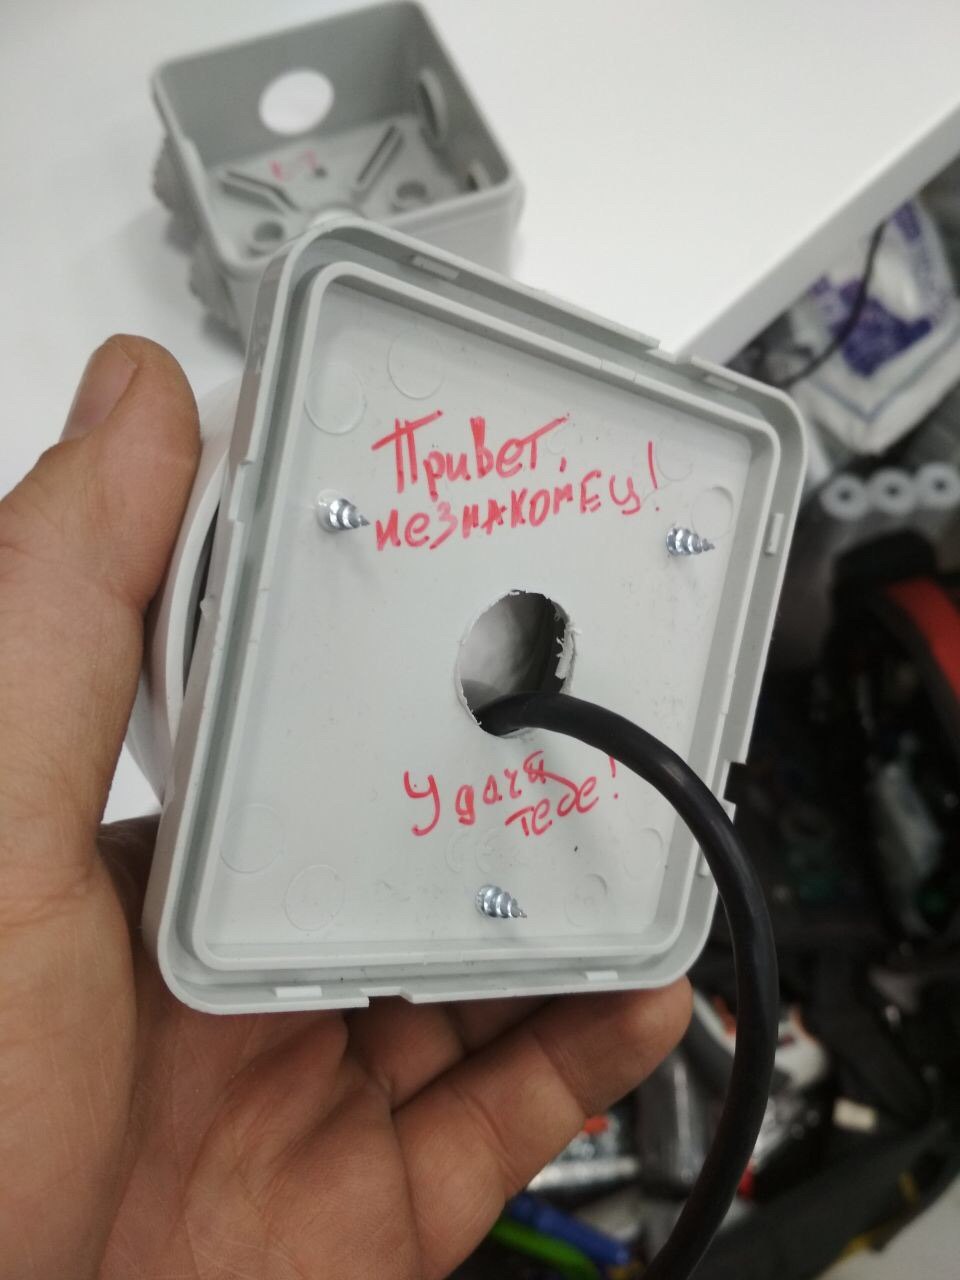 Привет,
незнакомец!
Удачи
тебе!